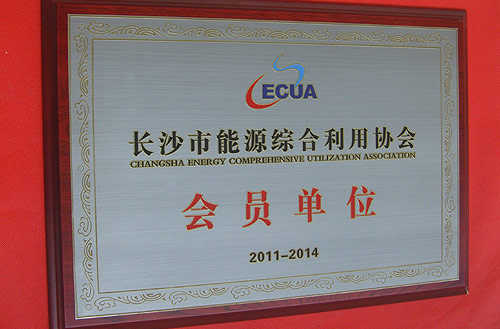 ECUA
长沙市能源综合利用协会
CHANGSHA ENERGY COMPREHENSIVE UTILIZATION ASSOCIATION
会员单位
2011-2014